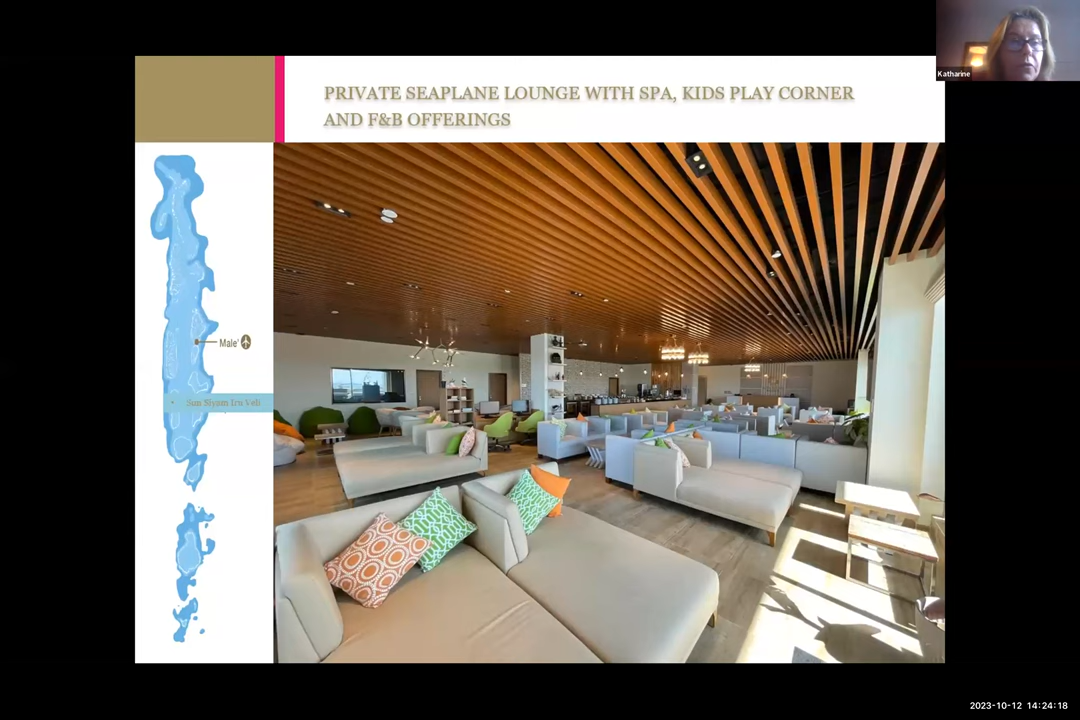 Katharine
PRIVATE SEAPLANE LOUNGE WITH SPA, KIDS PLAY CORNER
AND F&B OFFERINGS
Male'
Sun Siyam Iru Veli
2023-10-12 14:24:18